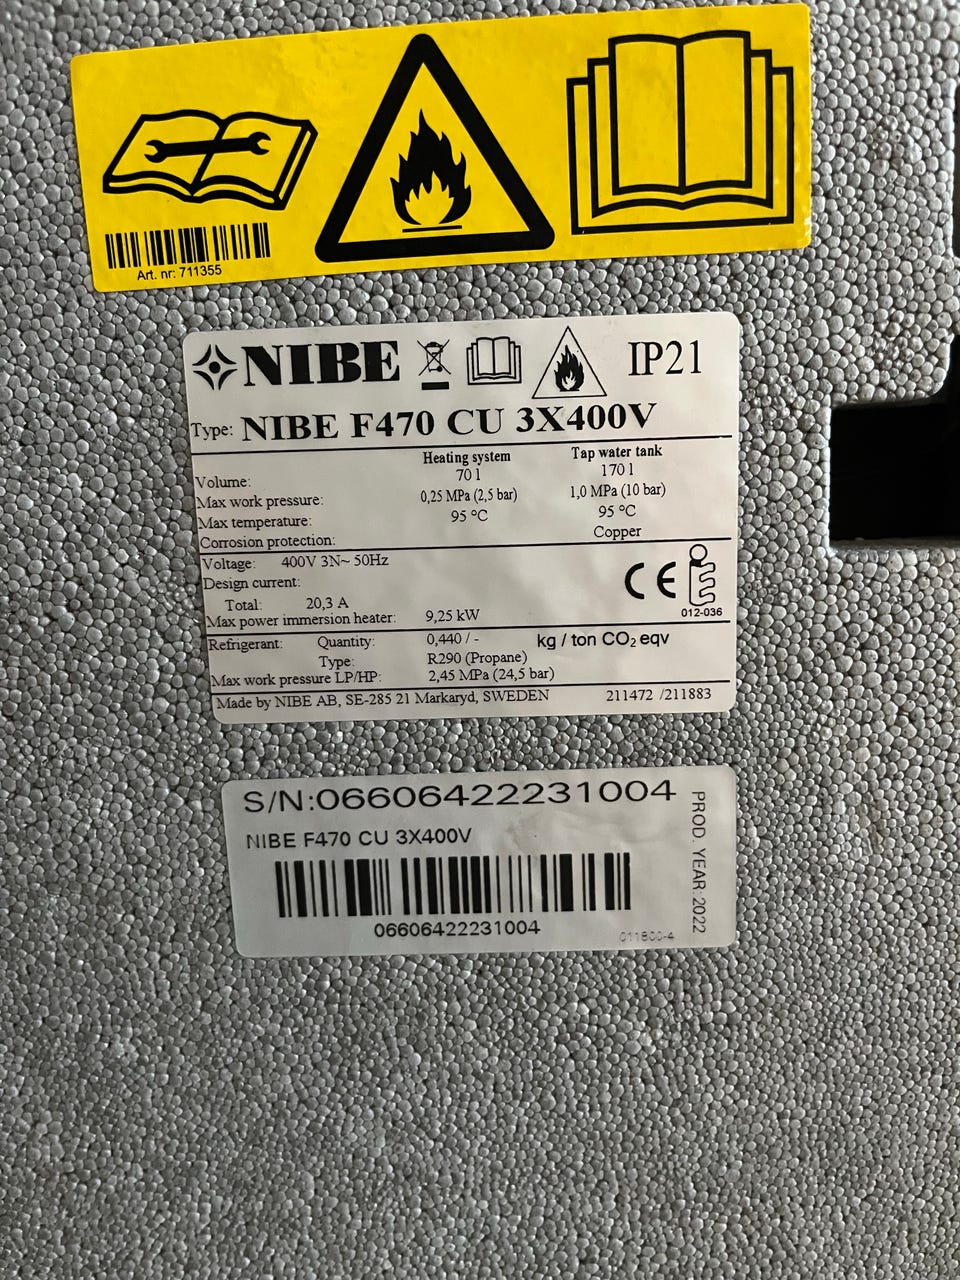 Art. nr: 711355
NIBE IP21
Type: NIBE F470 CU 3X400V
Heating system Tap water tank
Volume: 70 l 170 l
Max work pressure: 0,25 MPa (2,5 bar) 1,0 MPa (10 bar)
Max temperature: 95 °C 95 °C
Corrosion protection: Copper
Voltage: 400V 3N~ 50Hz
Design current:
Total: 20,3 A
Max power immersion heater: 9,25 kW
CE
012-036
Refrigerant: Quantity: 0,440 / - kg / ton CO₂ eqv
Type: R290 (Propane)
Max work pressure LP/HP: 2,45 MPa (24,5 bar)
Made by NIBE AB, SE-285 21 Markaryd, SWEDEN 211472 /211883
S/N:06606422231004
NIBE F470 CU 3X400V
06606422231004
PROD. YEAR:2022